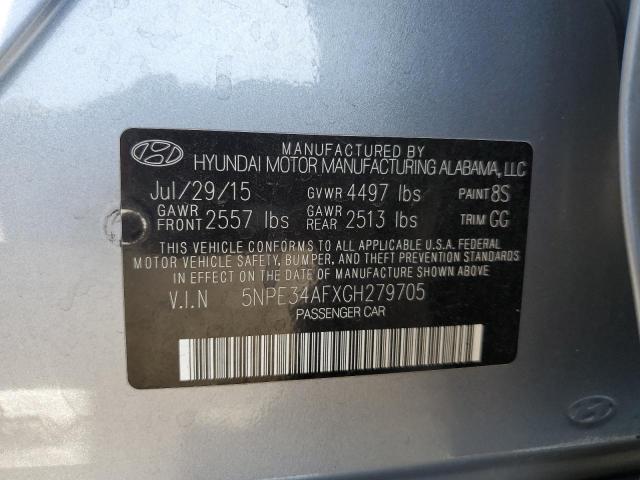 MANUFACTURED BY
HYUNDAI MOTOR MANUFACTURING ALABAMA, LLC
Jul/29/15 GVWR 4497 lbs PAINT 8S
GAWR FRONT 2557 lbs GAWR REAR 2513 lbs TRIM GG
THIS VEHICLE CONFORMS TO ALL APPLICABLE U.S.A. FEDERAL
MOTOR VEHICLE SAFETY, BUMPER, AND THEFT PREVENTION STANDARDS
IN EFFECT ON THE DATE OF MANUFACTURE SHOWN ABOVE.
V.I.N 5NPE34AFXGH279705
PASSENGER CAR